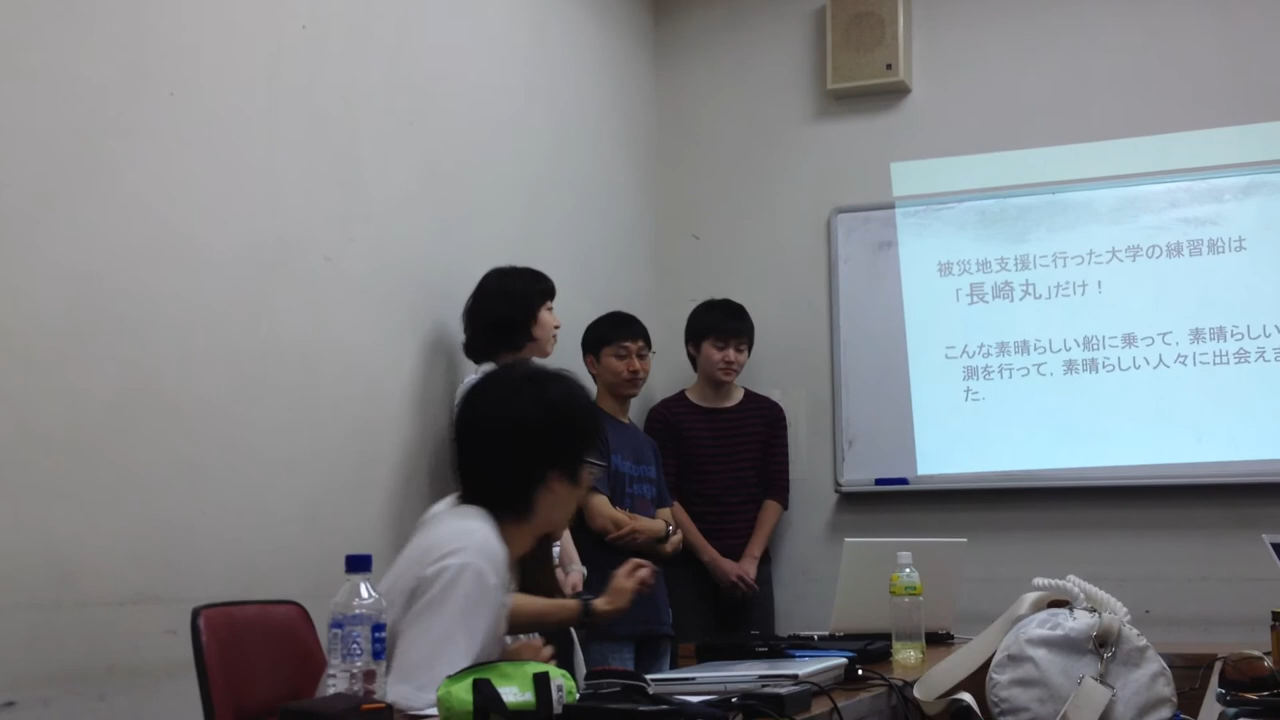 被災地支援に行った大学の練習船は
「長崎丸」だけ！
こんな素晴らしい船に乗って，素晴らしい
測を行って，素晴らしい人々に出会えま
た．
National
League